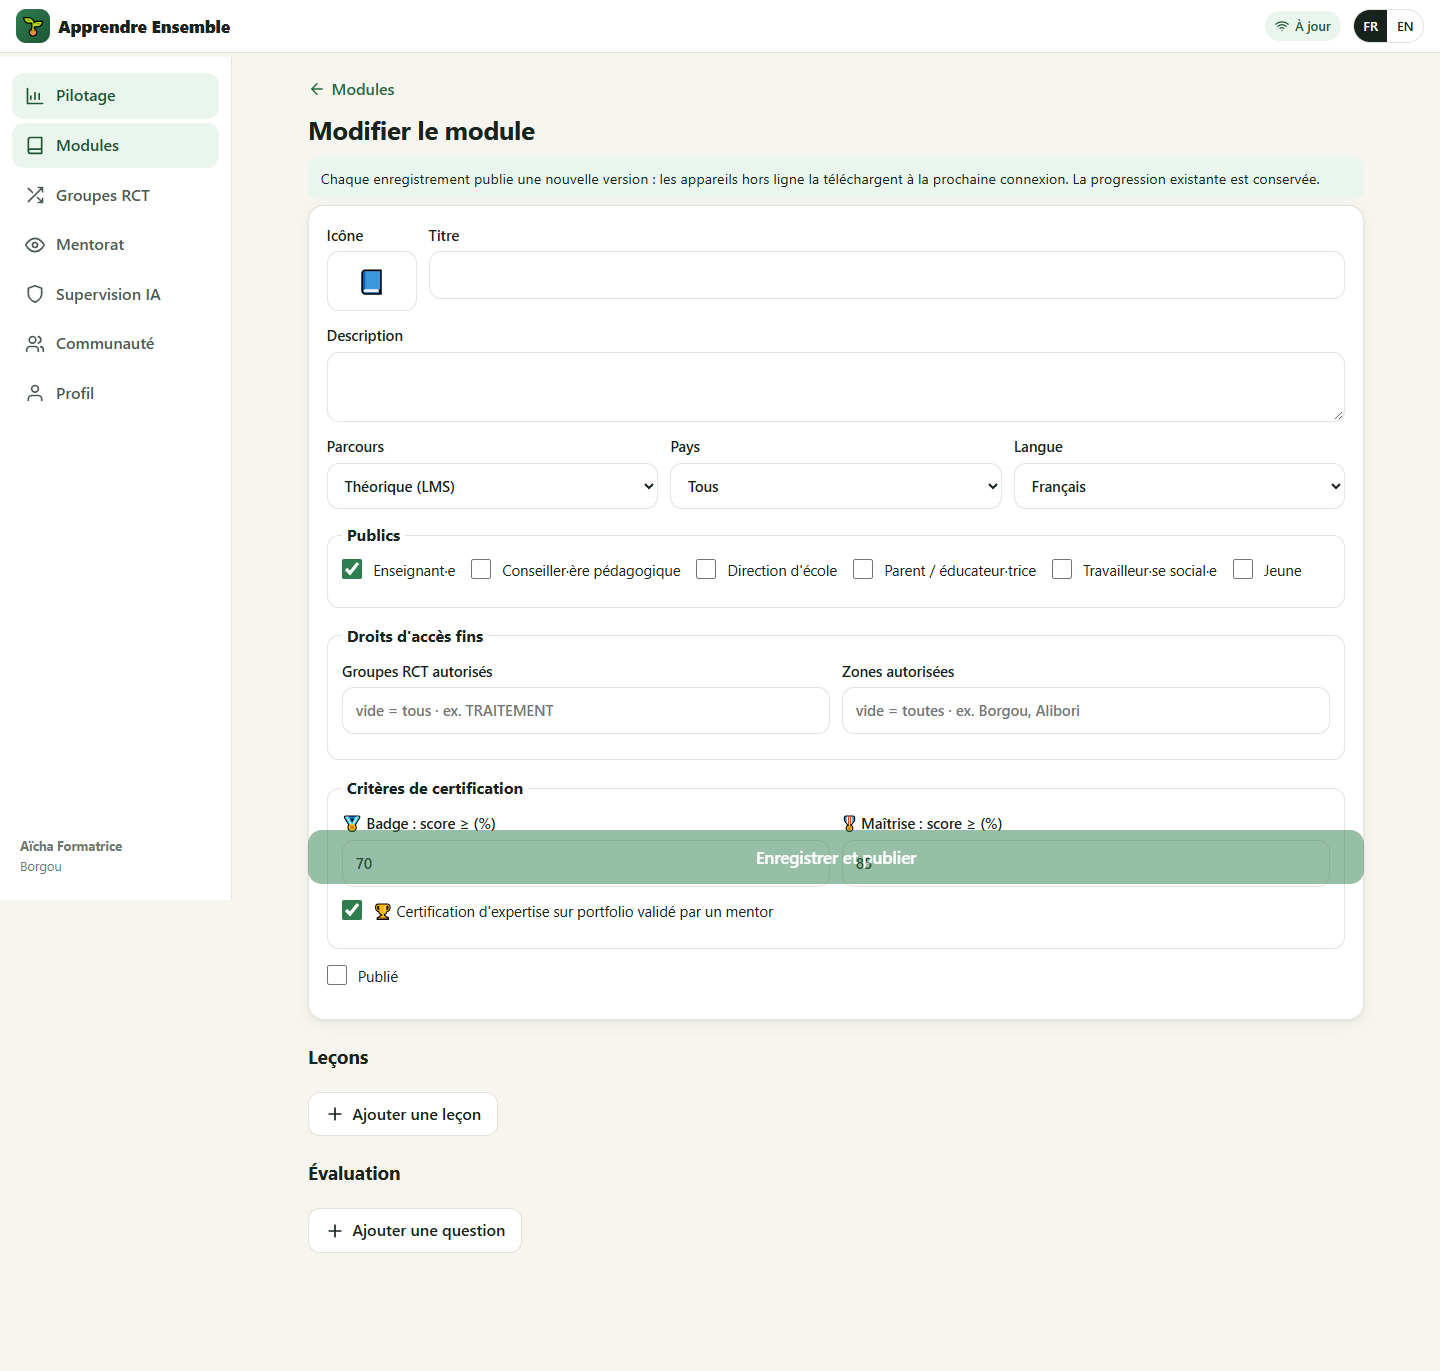 Apprendre Ensemble
À jour
FR
EN
Pilotage
Modules
Groupes RCT
Mentorat
Supervision IA
Communauté
Profil
Aïcha Formatrice
Borgou
Modules
Modifier le module
Chaque enregistrement publie une nouvelle version : les appareils hors ligne la téléchargent à la prochaine connexion. La progression existante est conservée.
Icône
Titre
Description
Parcours
Pays
Langue
Théorique (LMS)
Tous
Français
Publics
Enseignant·e
Conseiller·ère pédagogique
Direction d'école
Parent / éducateur·trice
Travailleur·se social·e
Jeune
Droits d'accès fins
Groupes RCT autorisés
Zones autorisées
vide = tous · ex. TRAITEMENT
vide = toutes · ex. Borgou, Alibori
Critères de certification
Badge : score ≥ (%)
Maîtrise : score ≥ (%)
70
85
Enregistrer et publier
Certification d'expertise sur portfolio validé par un mentor
Publié
Leçons
Ajouter une leçon
Évaluation
Ajouter une question